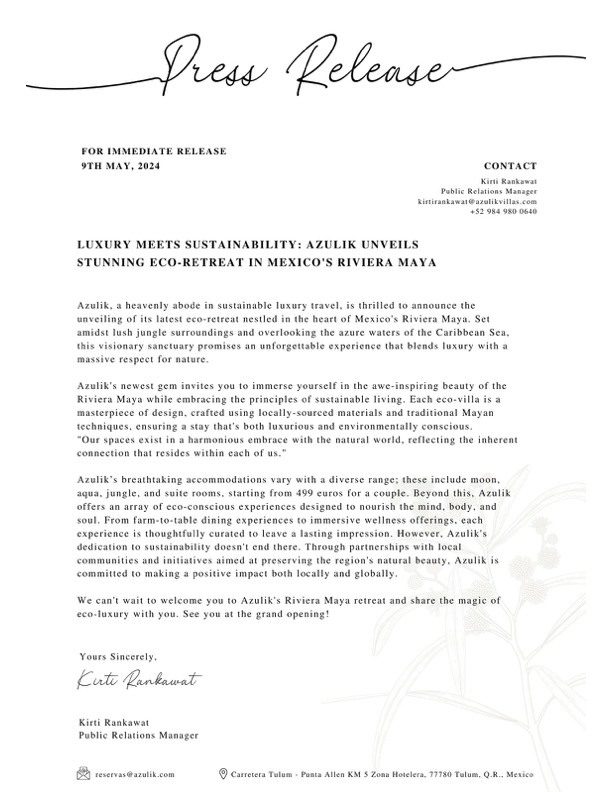 Press Release
FOR IMMEDIATE RELEASE
9TH MAY, 2024
CONTACT
Kirti Rankawat
Public Relations Manager
kirtirankawat@azulikvillas.com
+52 984 980 0640
LUXURY MEETS SUSTAINABILITY: AZULIK UNVEILS
STUNNING ECO-RETREAT IN MEXICO'S RIVIERA MAYA
Azulik, a heavenly abode in sustainable luxury travel, is thrilled to announce the
unveiling of its latest eco-retreat nestled in the heart of Mexico's Riviera Maya. Set
amidst lush jungle surroundings and overlooking the azure waters of the Caribbean Sea,
this visionary sanctuary promises an unforgettable experience that blends luxury with a
massive respect for nature.
Azulik's newest gem invites you to immerse yourself in the awe-inspiring beauty of the
Riviera Maya while embracing the principles of sustainable living. Each eco-villa is a
masterpiece of design, crafted using locally-sourced materials and traditional Mayan
techniques, ensuring a stay that's both luxurious and environmentally conscious.
"Our spaces exist in a harmonious embrace with the natural world, reflecting the inherent
connection that resides within each of us."
Azulik's breathtaking accommodations vary with a diverse range; these include moon,
aqua, jungle, and suite rooms, starting from 499 euros for a couple. Beyond this, Azulik
offers an array of eco-conscious experiences designed to nourish the mind, body, and
soul. From farm-to-table dining experiences to immersive wellness offerings, each
experience is thoughtfully curated to leave a lasting impression. However, Azulik's
dedication to sustainability doesn't end there. Through partnerships with local
communities and initiatives aimed at preserving the region's natural beauty, Azulik is
committed to making a positive impact both locally and globally.
We can't wait to welcome you to Azulik's Riviera Maya retreat and share the magic of
eco-luxury with you. See you at the grand opening!
Yours Sincerely,
Kirti Rankawat
Kirti Rankawat
Public Relations Manager
reservas@azulik.com
Carretera Tulum - Punta Allen KM 5 Zona Hotelera, 77780 Tulum, Q.R., Mexico